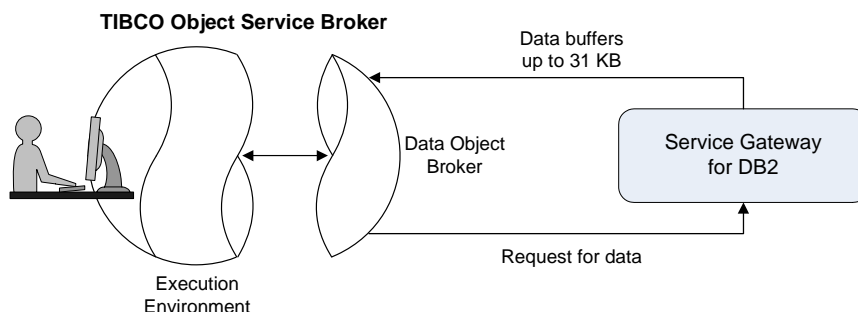 TIBCO Object Service Broker
Data buffers
up to 31 KB
Service Gateway
for DB2
Data Object
Broker
Request for data
Execution
Environment